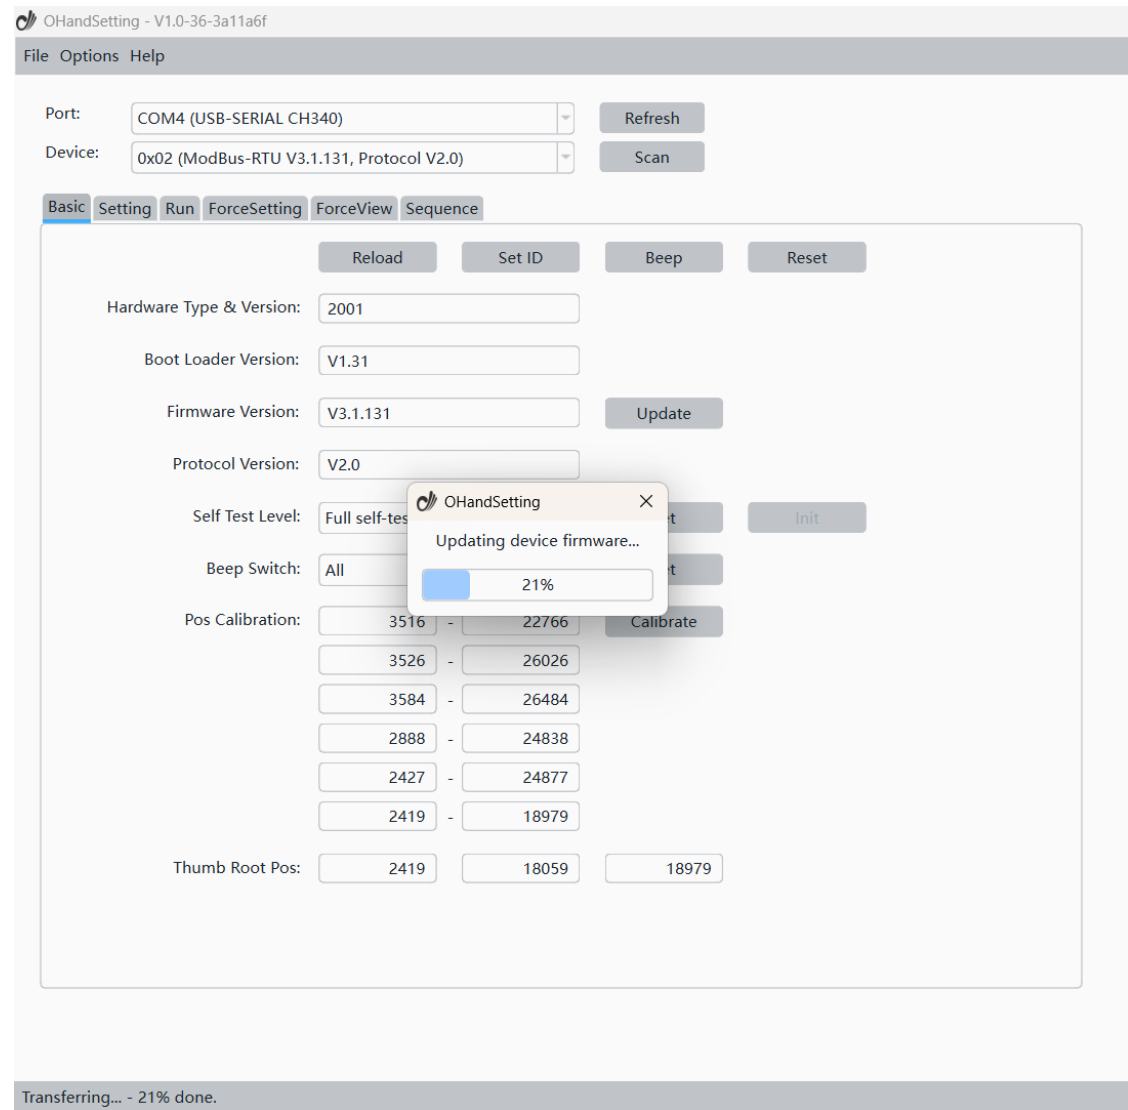 OHandSetting - V1.0-36-3a11a6f
File Options Help
Port: COM4 (USB-SERIAL CH340) Refresh
Device: 0x02 (ModBus-RTU V3.1.131, Protocol V2.0) Scan
Basic Setting Run ForceSetting ForceView Sequence
Reload Set ID Beep Reset
Hardware Type & Version: 2001
Boot Loader Version: V1.31
Firmware Version: V3.1.131 Update
Protocol Version: V2.0
OHandSetting
Self Test Level: Full self-tes Init
Updating device firmware...
Beep Switch: All
21%
Pos Calibration: 3516 - 22766 Calibrate
3526 - 26026
3584 - 26484
2888 - 24838
2427 - 24877
2419 - 18979
Thumb Root Pos: 2419 18059 18979
Transferring... - 21% done.